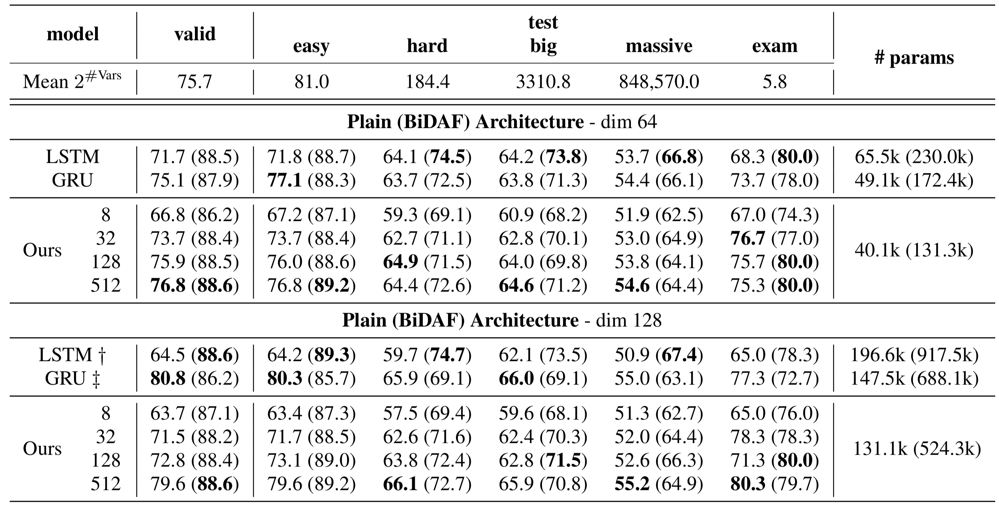 test
model valid easy hard big massive exam # params
Mean 2^#Vars 75.7 81.0 184.4 3310.8 848,570.0 5.8
Plain (BiDAF) Architecture - dim 64
LSTM 71.7 (88.5) 71.8 (88.7) 64.1 (74.5) 64.2 (73.8) 53.7 (66.8) 68.3 (80.0) 65.5k (230.0k)
GRU 75.1 (87.9) 77.1 (88.3) 63.7 (72.5) 63.8 (71.3) 54.4 (66.1) 73.7 (78.0) 49.1k (172.4k)
8 66.8 (86.2) 67.2 (87.1) 59.3 (69.1) 60.9 (68.2) 51.9 (62.5) 67.0 (74.3)
32 73.7 (88.4) 73.7 (88.4) 62.7 (71.1) 62.8 (70.1) 53.0 (64.9) 76.7 (77.0)
Ours 40.1k (131.3k)
128 75.9 (88.5) 76.0 (88.6) 64.9 (71.5) 64.0 (69.8) 53.8 (64.1) 75.7 (80.0)
512 76.8 (88.6) 76.8 (89.2) 64.4 (72.6) 64.6 (71.2) 54.6 (64.4) 75.3 (80.0)
Plain (BiDAF) Architecture - dim 128
LSTM † 64.5 (88.6) 64.2 (89.3) 59.7 (74.7) 62.1 (73.5) 50.9 (67.4) 65.0 (78.3) 196.6k (917.5k)
GRU ‡ 80.8 (86.2) 80.3 (85.7) 65.9 (69.1) 66.0 (69.1) 55.0 (63.1) 77.3 (72.7) 147.5k (688.1k)
8 63.7 (87.1) 63.4 (87.3) 57.5 (69.4) 59.6 (68.1) 51.3 (62.7) 65.0 (76.0)
32 71.5 (88.2) 71.7 (88.5) 62.6 (71.6) 62.4 (70.3) 52.0 (64.4) 78.3 (78.3)
Ours 131.1k (524.3k)
128 72.8 (88.4) 73.1 (89.0) 63.8 (72.4) 62.8 (71.5) 52.6 (66.3) 71.3 (80.0)
512 79.6 (88.6) 79.6 (89.2) 66.1 (72.7) 65.9 (70.8) 55.2 (64.9) 80.3 (79.7)